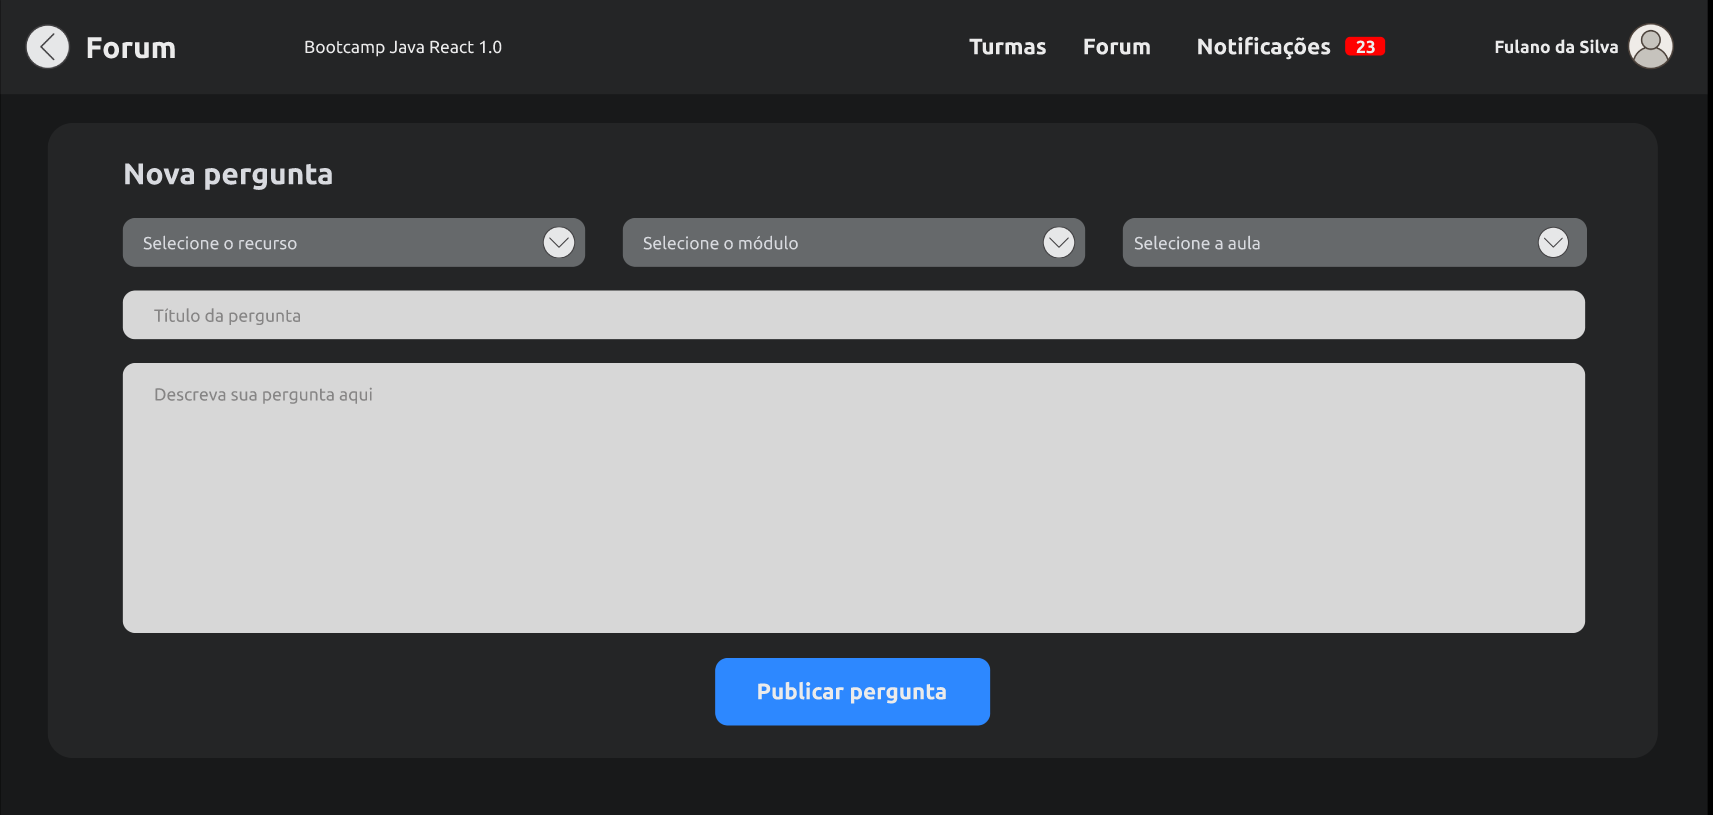 Forum
Bootcamp Java React 1.0
Turmas
Forum
Notificações
23
Fulano da Silva
Nova pergunta
Selecione o recurso
Selecione o módulo
Selecione a aula
Título da pergunta
Descreva sua pergunta aqui
Publicar pergunta